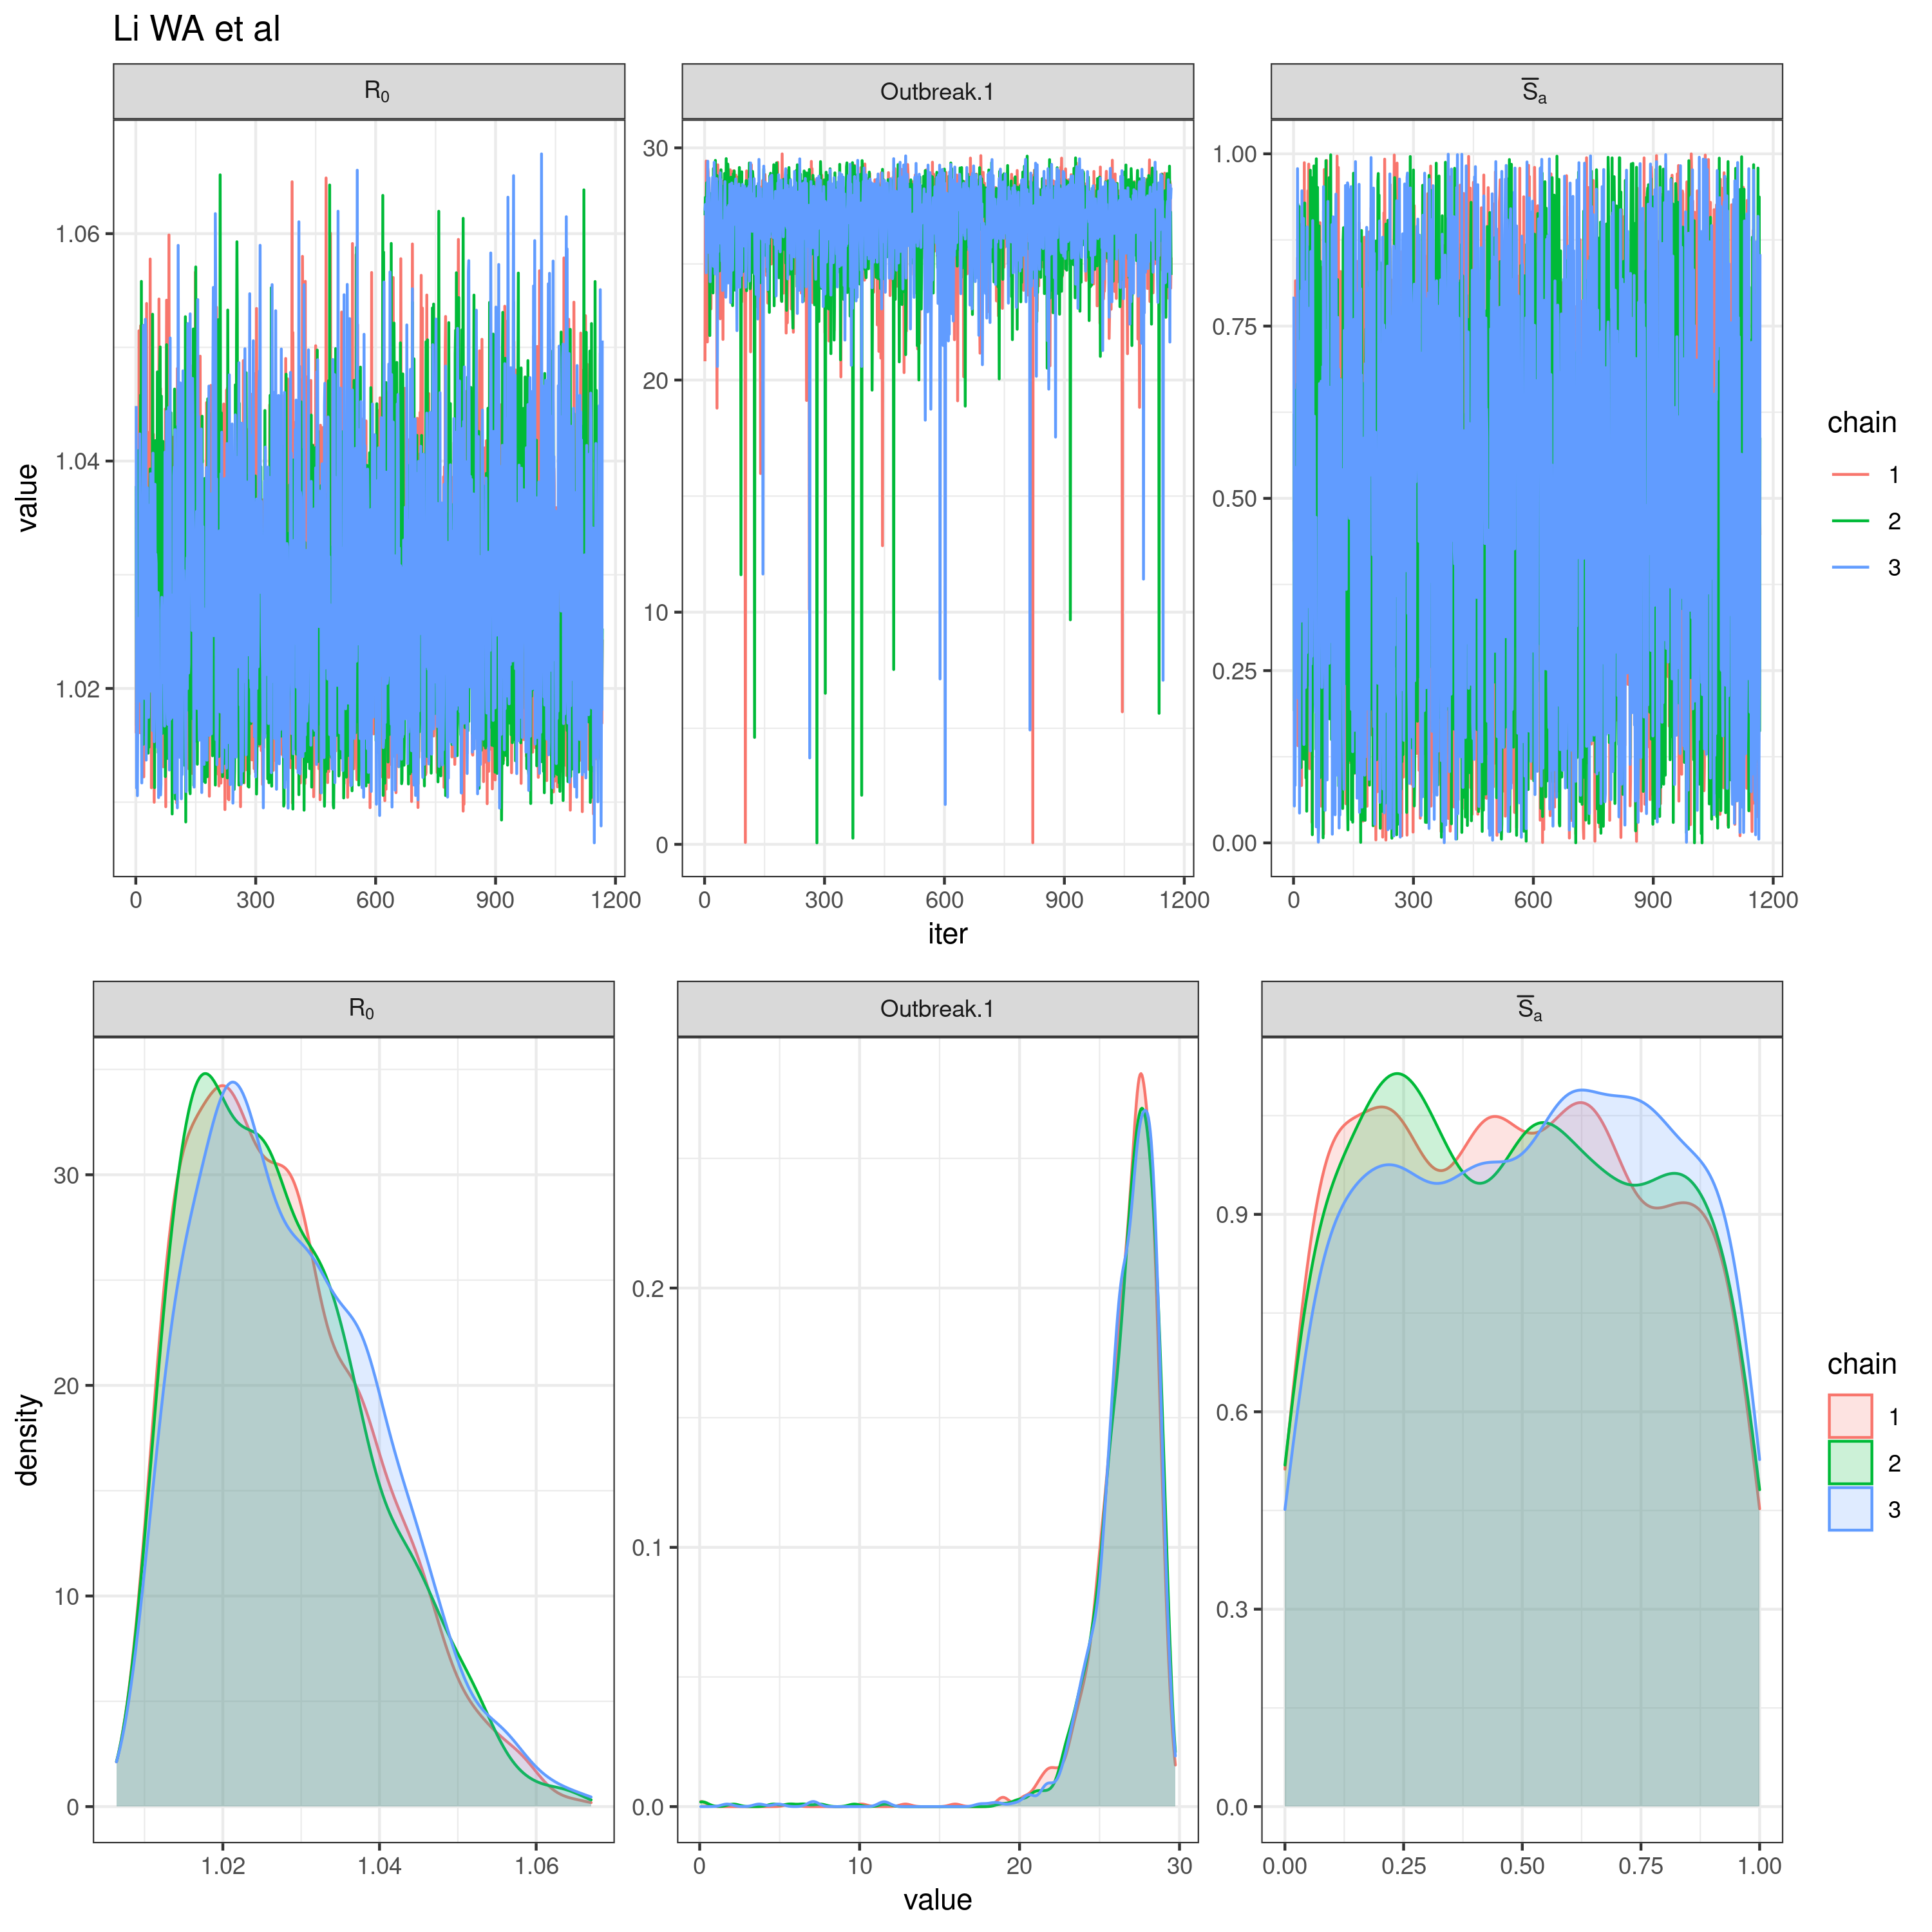 Li WA et al
R0 Outbreak.1 S̅a
value
1.06
1.04
1.02
30
20
10
0
1.00
0.75
0.50
0.25
0.00
0 300 600 900 1200 0 300 600 900 1200 0 300 600 900 1200
iter
chain
1
2
3
R0 Outbreak.1 S̅a
density
30
20
10
0
0.2
0.1
0.0
0.9
0.6
0.3
0.0
1.02 1.04 1.06 0 10 20 30 0.00 0.25 0.50 0.75 1.00
value
chain
1
2
3